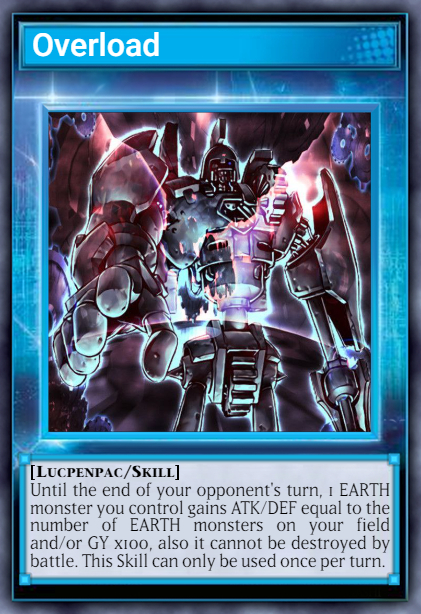 Overload
[Lucpenpac/Skill]
Until the end of your opponent's turn, 1 EARTH
monster you control gains ATK/DEF equal to the
number of EARTH monsters on your field
and/or GY x100, also it cannot be destroyed by
battle. This Skill can only be used once per turn.